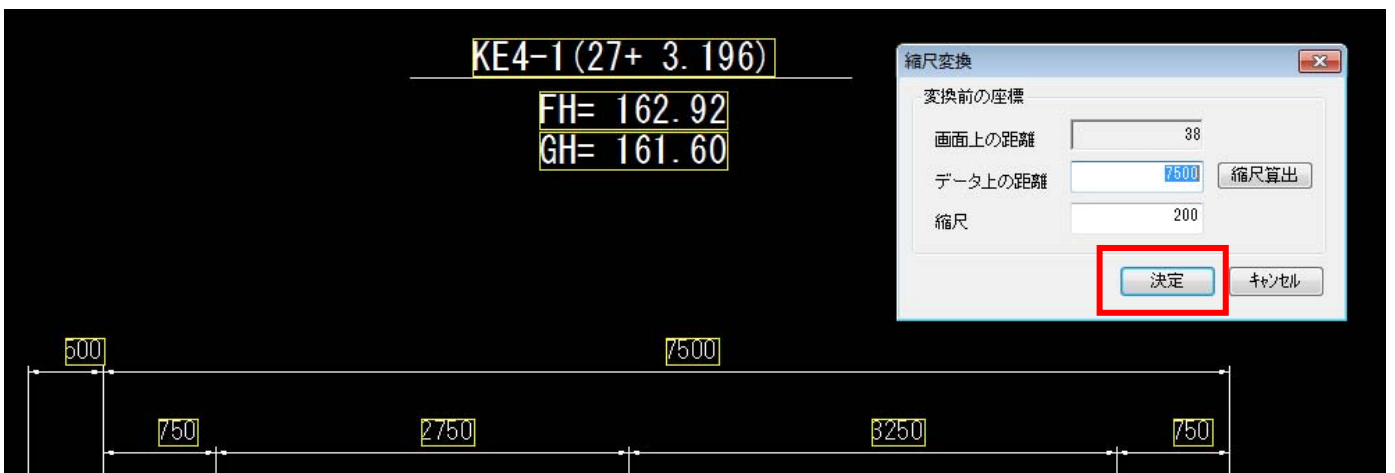 KE4-1(27+ 3.196)
FH= 162.92
GH= 161.60
縮尺変換
変換前の座標
画面上の距離 38
データ上の距離 7500 縮尺算出
縮尺 200
決定 キャンセル
500 7500
750 2750 3250 750